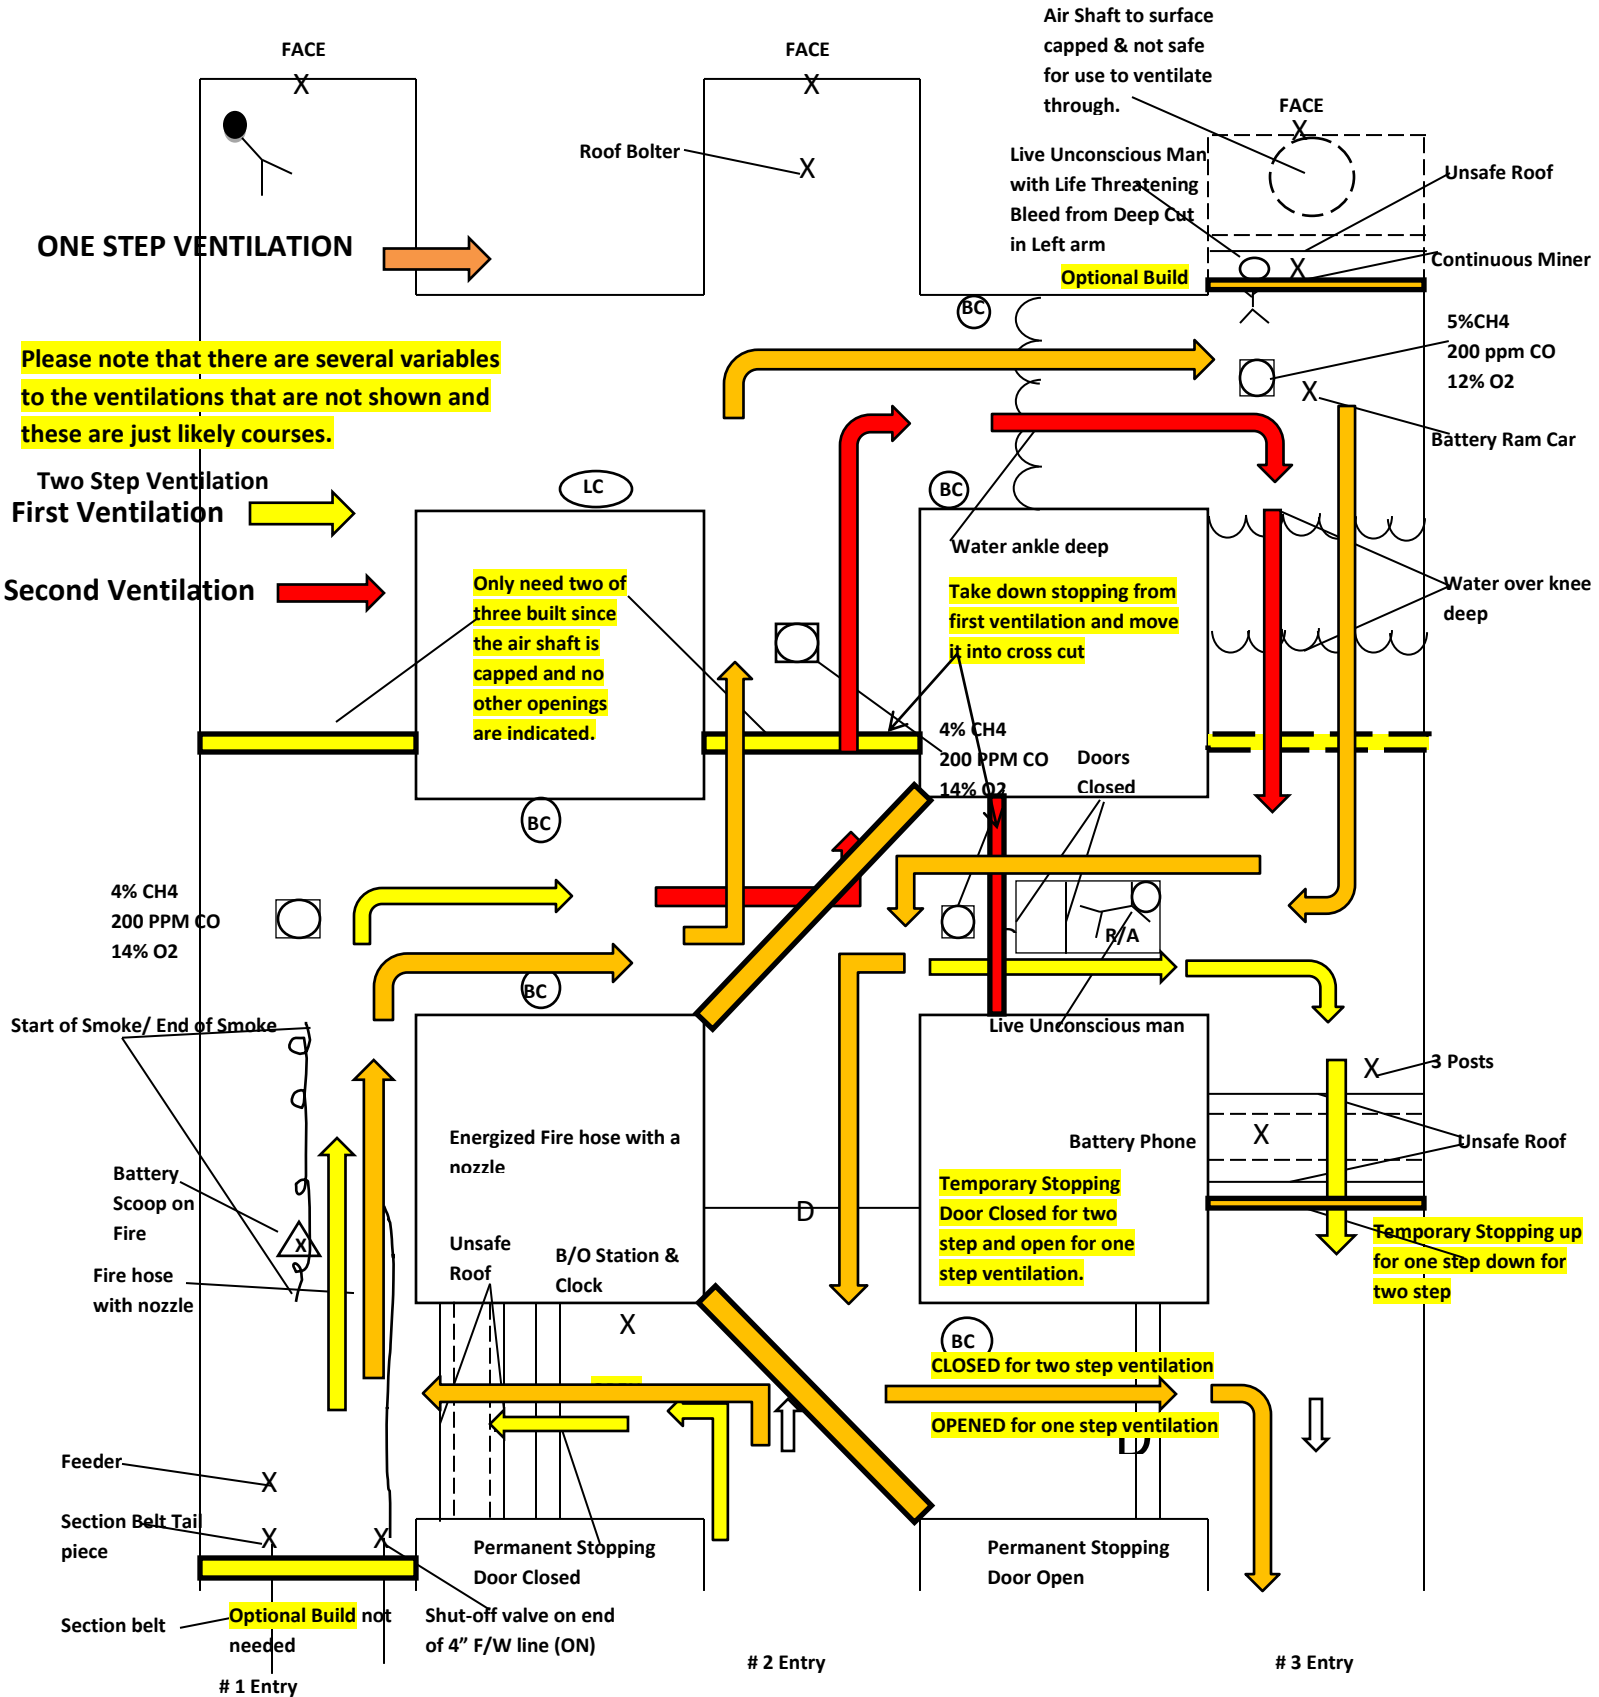 FACE
X
FACE
X
Air Shaft to surface
capped & not safe
for use to ventilate
through.
FACE
X
Roof Bolter
X
Live Unconscious Man
with Life Threatening
Bleed from Deep Cut
in Left arm
Optional Build
Unsafe Roof
X
Continuous Miner
ONE STEP VENTILATION
BC
5%CH4
200 ppm CO
12% O2
X
Battery Ram Car
Please note that there are several variables
to the ventilations that are not shown and
these are just likely courses.
Two Step Ventilation
First Ventilation
Second Ventilation
LC
BC
Water ankle deep
Only need two of
three built since
the air shaft is
capped and no
other openings
are indicated.
Take down stopping from
first ventilation and move
it into cross cut
Water over knee
deep
4% CH4
200 PPM CO
14% O2
Doors
Closed
BC
4% CH4
200 PPM CO
14% O2
R/A
BC
Start of Smoke/ End of Smoke
Live Unconscious man
X
3 Posts
Energized Fire hose with a
nozzle
Battery Phone
X
Unsafe Roof
Battery
Scoop on
Fire
X
Temporary Stopping
Door Closed for two
step and open for one
step ventilation.
D
Temporary Stopping up
for one step down for
two step
Unsafe
Roof
B/O Station &
Clock
X
Fire hose
with nozzle
BC
CLOSED for two step ventilation
OPENED for one step ventilation
D
Feeder
X
Section Belt Tail
piece
X
X
Permanent Stopping
Door Closed
Permanent Stopping
Door Open
Section belt
Optional Build not
needed
Shut-off valve on end
of 4” F/W line (ON)
# 1 Entry
# 2 Entry
# 3 Entry